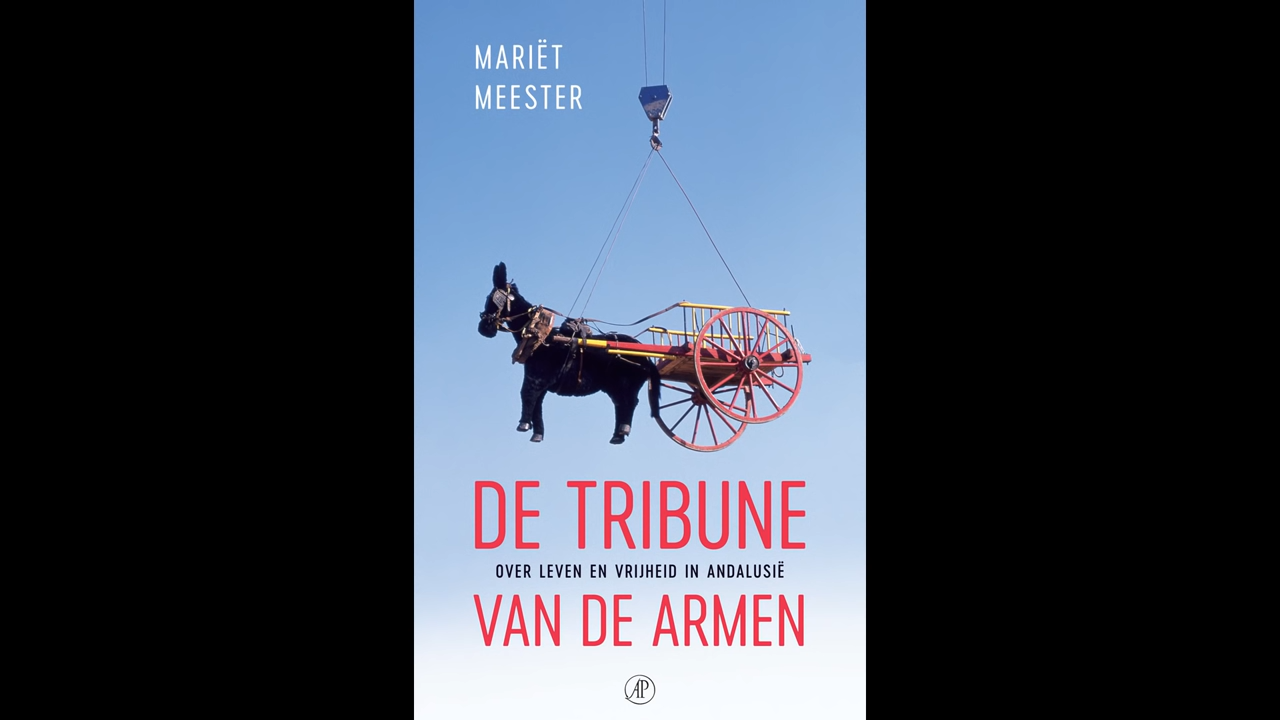 MARIËT
MEESTER
DE TRIBUNE
OVER LEVEN EN VRIJHEID IN ANDALUSIË
VAN DE ARMEN
AP